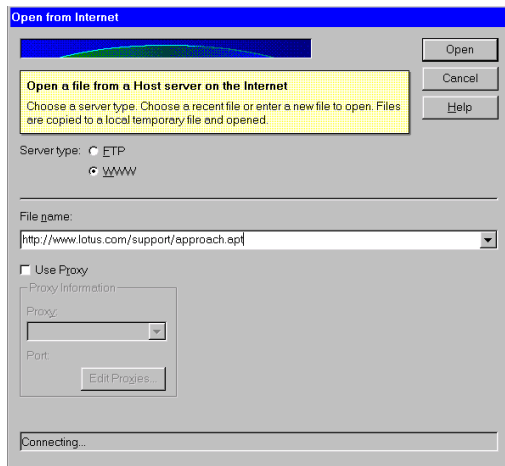 Open from Internet
Open
Cancel
Help
Open a file from a Host server on the Internet
Choose a server type. Choose a recent file or enter a new file to open. Files
are copied to a local temporary file and opened.
Server type:
FTP
WWW
File name:
http://www.lotus.com/support/approach.apt
Use Proxy
Proxy Information
Proxy:
Port:
Edit Proxies...
Connecting...